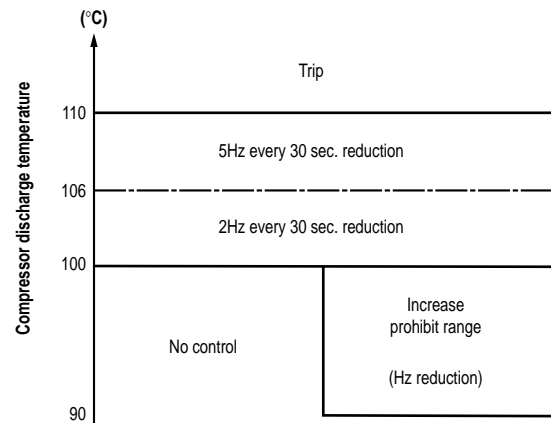 (°C)
Compressor discharge temperature
Trip
110
5Hz every 30 sec. reduction
106
2Hz every 30 sec. reduction
100
Increase
prohibit range
No control
(Hz reduction)
90